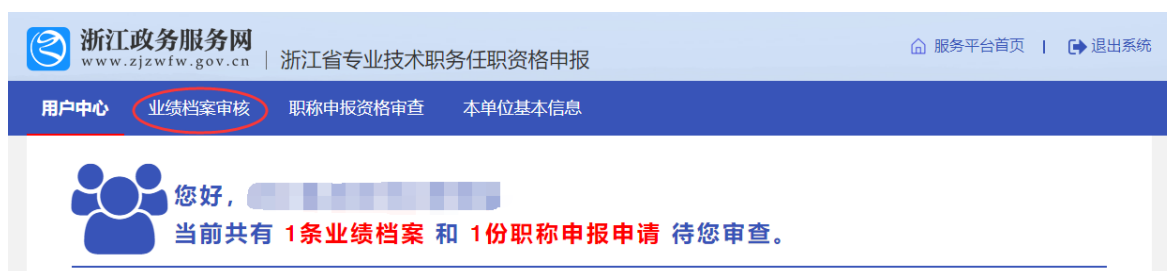 浙江政务服务网
www.zjzwfw.gov.cn | 浙江省专业技术职务任职资格申报
服务平台首页 | 退出系统
用户中心 业绩档案审核 职称申报资格审查 本单位基本信息
您好，
当前共有 1条业绩档案 和 1份职称申报申请 待您审查。